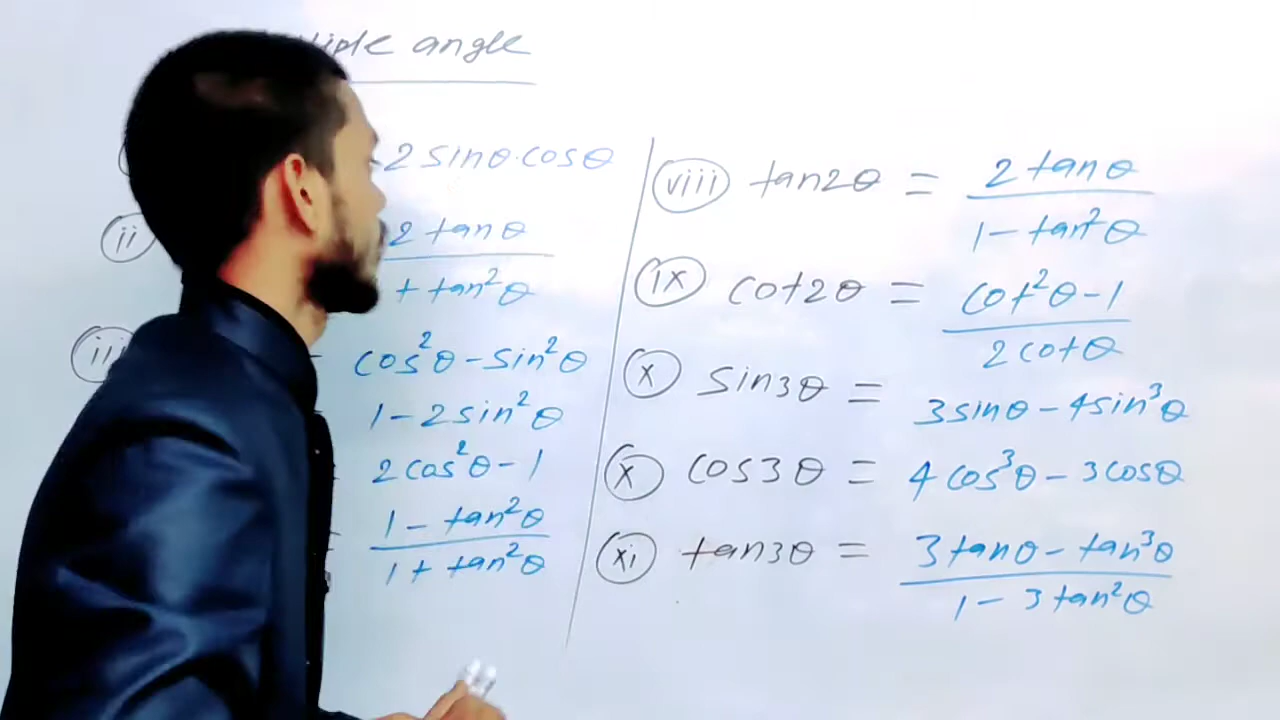 tiple angle
2 sinθ.cosθ
ii 2 tanθ
+ tan²θ
iii cos²θ - sin²θ
1 - 2 sin²θ
2 cos²θ - 1
= 1 - tan²θ
1 + tan²θ
viii tan2θ = 2 tanθ
1 - tan²θ
ix cot2θ = cot²θ - 1
2 cotθ
x sin3θ = 3 sinθ - 4 sin³θ
x cos3θ = 4 cos³θ - 3 cosθ
xi tan3θ = 3 tanθ - tan³θ
1 - 3 tan²θ